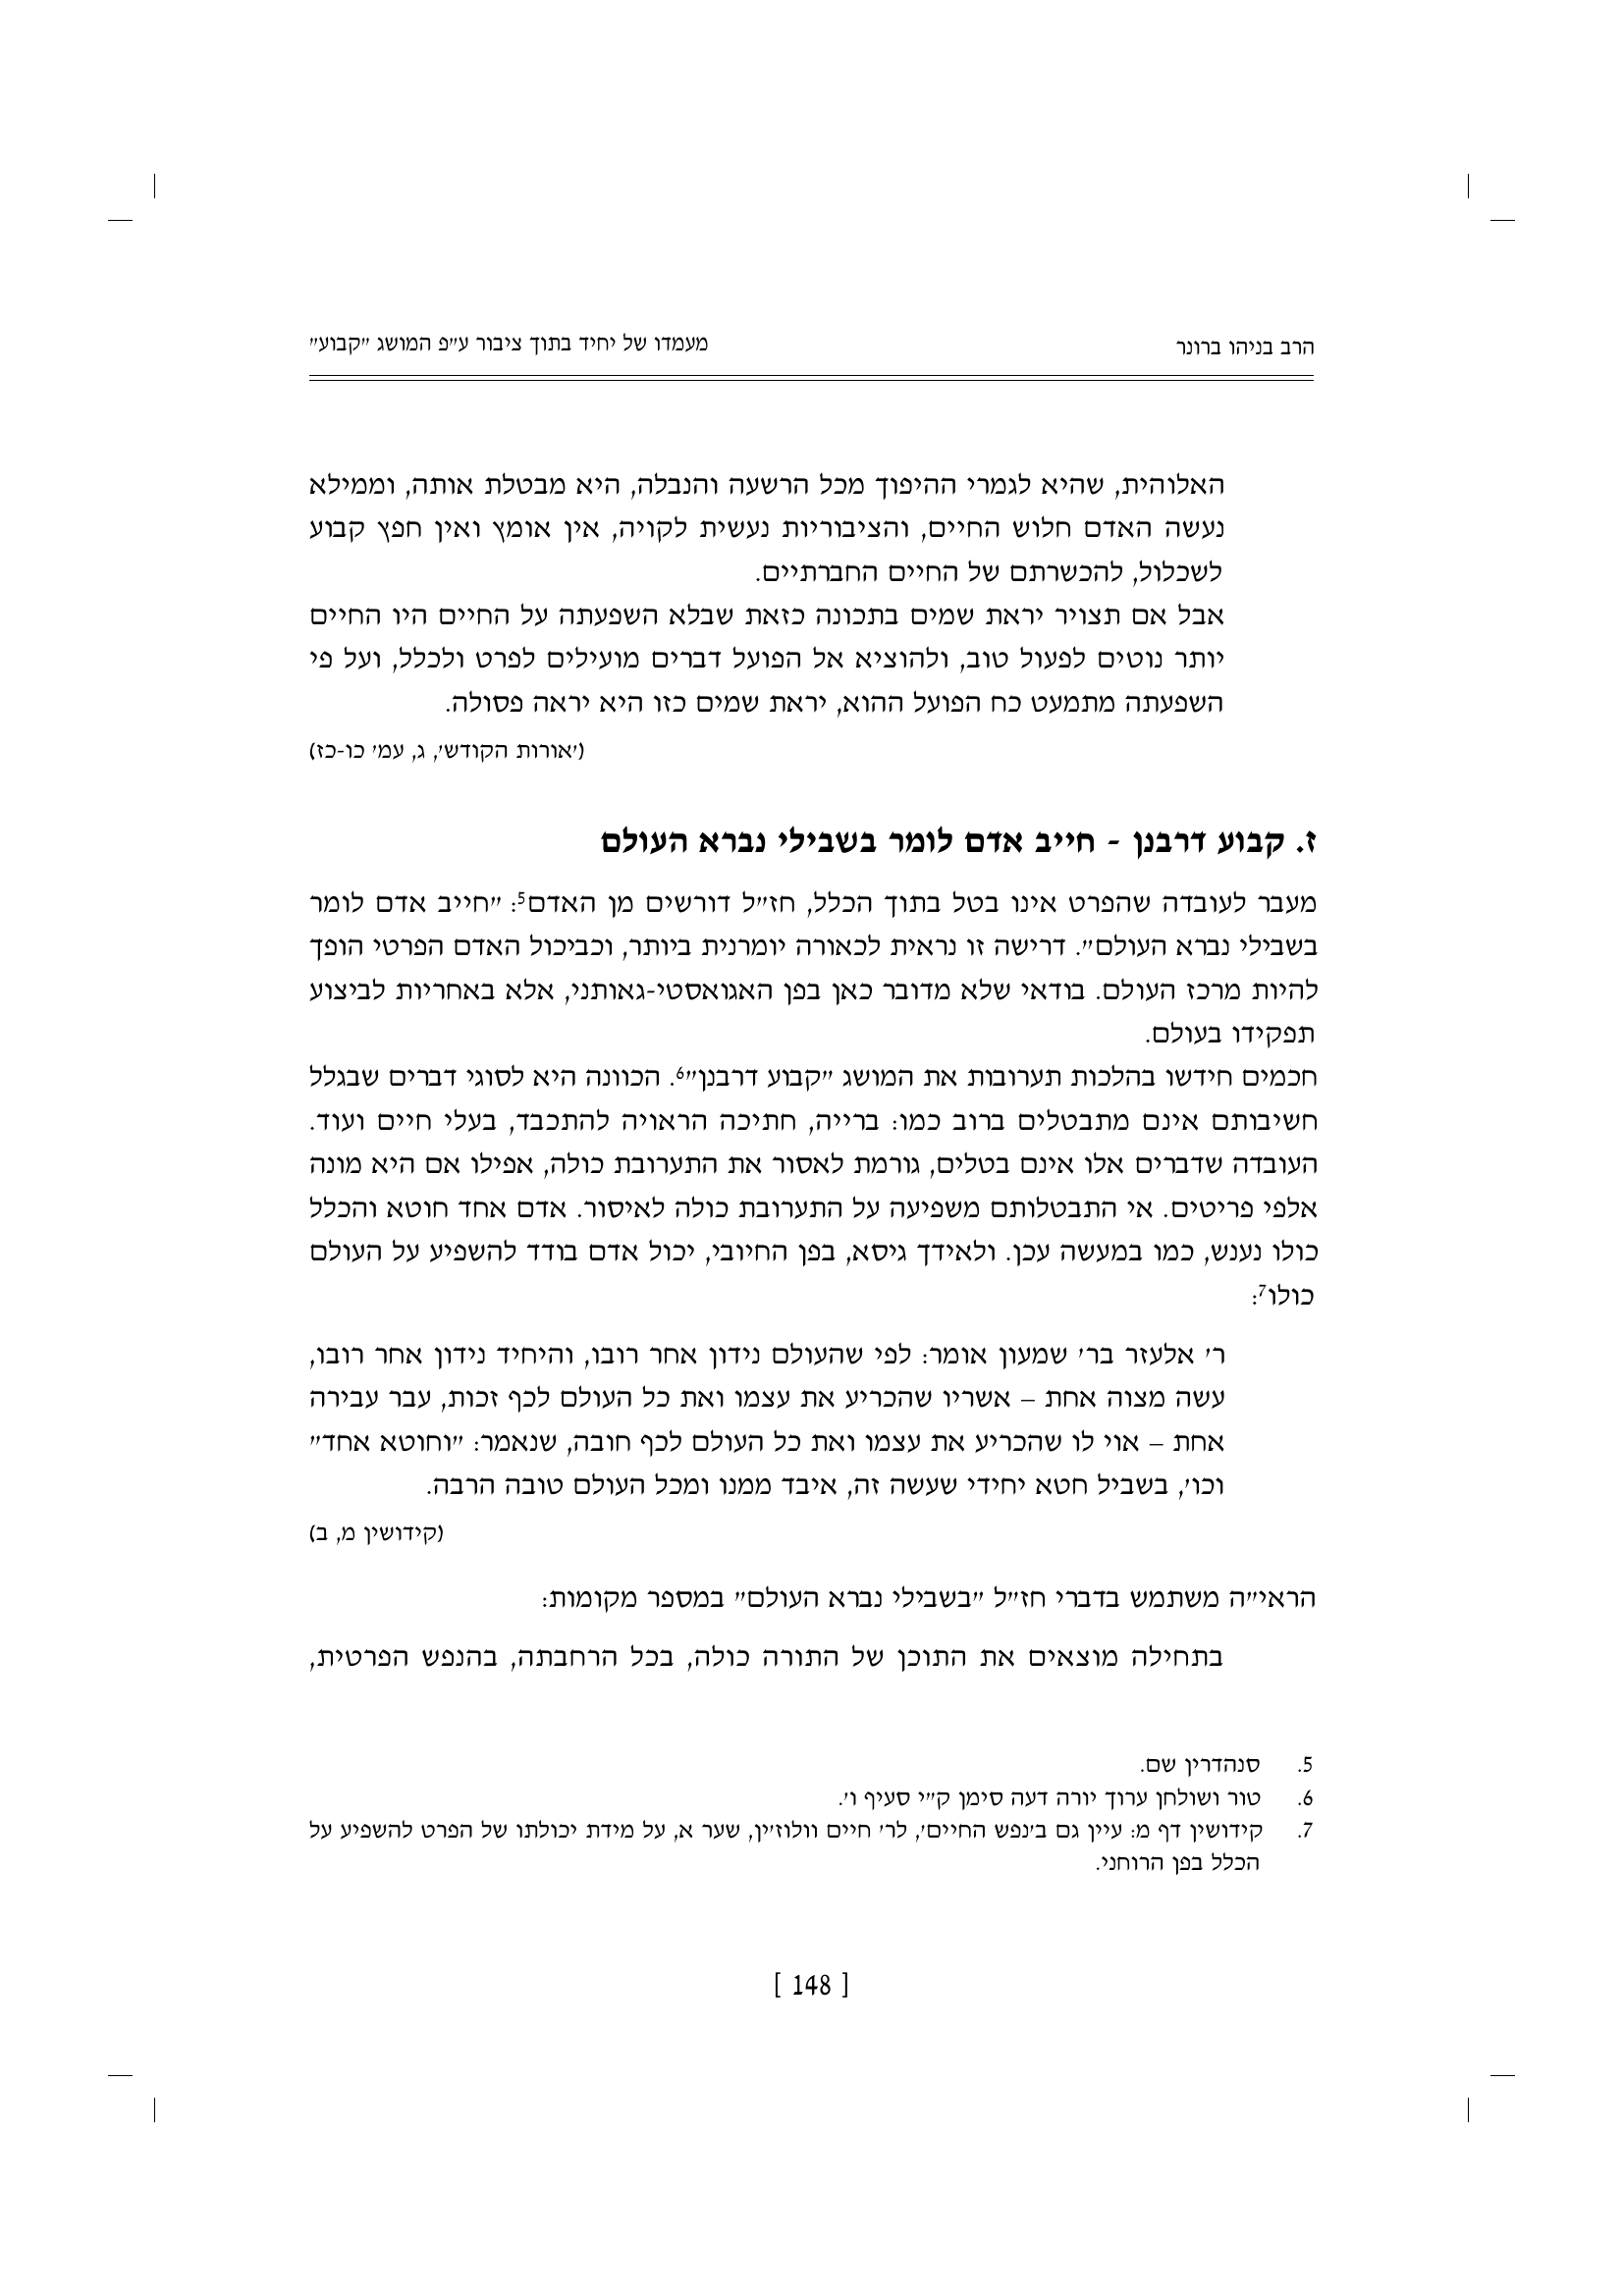 הרב בניהו ברונר
מעמדו של יחיד בתוך ציבור ע״פ המושג ״קבוע״
האלוהית, שהיא לגמרי ההיפוך מכל הרשעה והנבלה, היא מבטלת אותה, וממילא
נעשה האדם חלוש החיים, והציבוריות נעשית לקויה, אין אומץ ואין חפץ קבוע
לשכלול, להכשרתם של החיים החברתיים.
אבל אם תצויר יראת שמים בתכונה כזאת שבלא השפעתה על החיים היו החיים
יותר נוטים לפעול טוב, ולהוציא אל הפועל דברים מועילים לפרט ולכלל, ועל פי
השפעתה מתמעט כח הפועל ההוא, יראת שמים כזו היא יראה פסולה.
(׳אורות הקודש׳, ג, עמ׳ כו-כז)
ז. קבוע דרבנן - חייב אדם לומר בשבילי נברא העולם
מעבר לעובדה שהפרט אינו בטל בתוך הכלל, חז״ל דורשים מן האדם5: ״חייב אדם לומר
בשבילי נברא העולם״. דרישה זו נראית לכאורה יומרנית ביותר, וכביכול האדם הפרטי הופך
להיות מרכז העולם. בודאי שלא מדובר כאן בפן האגואסטי-גאותני, אלא באחריות לביצוע
תפקידו בעולם.
חכמים חידשו בהלכות תערובות את המושג ״קבוע דרבנן״6. הכוונה היא לסוגי דברים שבגלל
חשיבותם אינם מתבטלים ברוב כמו: ברייה, חתיכה הראויה להתכבד, בעלי חיים ועוד.
העובדה שדברים אלו אינם בטלים, גורמת לאסור את התערובת כולה, אפילו אם היא מונה
אלפי פריטים. אי התבטלותם משפיעה על התערובת כולה לאיסור. אדם אחד חוטא והכלל
כולו נענש, כמו במעשה עכן. ולאידך גיסא, בפן החיובי, יכול אדם בודד להשפיע על העולם
כולו7:
ר׳ אלעזר בר׳ שמעון אומר: לפי שהעולם נידון אחר רובו, והיחיד נידון אחר רובו,
עשה מצוה אחת – אשריו שהכריע את עצמו ואת כל העולם לכף זכות, עבר עבירה
אחת – אוי לו שהכריע את עצמו ואת כל העולם לכף חובה, שנאמר: ״וחוטא אחד״
וכו׳, בשביל חטא יחידי שעשה זה, איבד ממנו ומכל העולם טובה הרבה.
(קידושין מ, ב)
הראי״ה משתמש בדברי חז״ל ״בשבילי נברא העולם״ במספר מקומות:
בתחילה מוצאים את התוכן של התורה כולה, בכל הרחבתה, בהנפש הפרטית,
5. סנהדרין שם.
6. טור ושולחן ערוך יורה דעה סימן ק״י סעיף ו׳.
7. קידושין דף מ: עיין גם ב׳נפש החיים׳, לר׳ חיים וולוז׳ין, שער א, על מידת יכולתו של הפרט להשפיע על
הכלל בפן הרוחני.
[ 148 ]